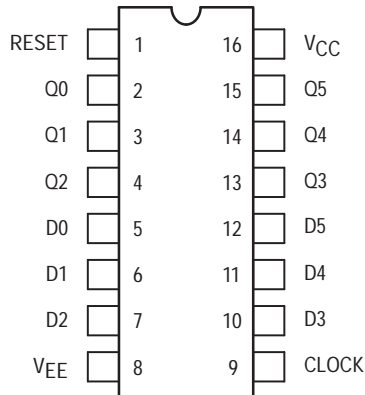 RESET 1 16 VCC
Q0 2 15 Q5
Q1 3 14 Q4
Q2 4 13 Q3
D0 5 12 D5
D1 6 11 D4
D2 7 10 D3
VEE 8 9 CLOCK